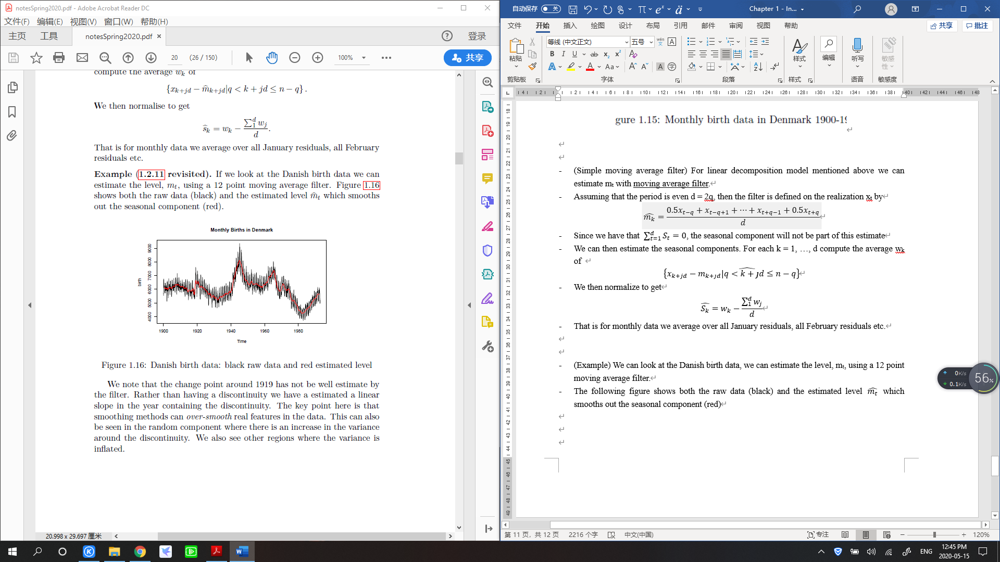 notesSpring2020.pdf - Adobe Acrobat Reader DC
文件(F) 编辑(E) 视图(V) 窗口(W) 帮助(H)
主页 工具 notesSpring2020.pdf × 登录
20 (26 / 150) 100% 共享
compute the average w_k of
{x_{k+jd} − m̂_{k+jd}|q < k + jd ≤ n − q} .
We then normalise to get
ŝ_k = w_k − ∑_1^d w_j / d .
That is for monthly data we average over all January residuals, all February
residuals etc.
Example (1.2.11 revisited). If we look at the Danish birth data we can
estimate the level, m_t, using a 12 point moving average filter. Figure 1.16
shows both the raw data (black) and the estimated level m̂_t which smooths
out the seasonal component (red).
Monthly Births in Denmark
birth
9000
8000
7000
6000
5000
4000
1900 1920 1940 1960 1980
Time
Figure 1.16: Danish birth data: black raw data and red estimated level
We note that the change point around 1919 has not be well estimate by
the filter. Rather than having a discontinuity we have a estimated a linear
slope in the year containing the discontinuity. The key point here is that
smoothing methods can over-smooth real features in the data. This can also
be seen in the random component where there is an increase in the variance
around the discontinuity. We also see other regions where the variance is
inflated.
20.998 x 29.697 厘米
自动保存 关 Chapter 1 - In...
文件 开始 插入 绘图 设计 布局 引用 邮件 审阅 视图 帮助 共享 批注
粘贴 等线 (中文正文) 五号 样式 编辑 听写 敏感性
剪贴板 字体 段落 样式 语音 敏感度
gure 1.15: Monthly birth data in Denmark 1900-19
- (Simple moving average filter) For linear decomposition model mentioned above we can
estimate m_t with moving average filter.
- Assuming that the period is even d = 2q, then the filter is defined on the realization x_t by
m̂_k = 0.5x_{t−q} + x_{t−q+1} + ⋯ + x_{t+q−1} + 0.5x_{t+q} / d
- Since we have that ∑_{t=1}^d S_t = 0, the seasonal component will not be part of this estimate
- We can then estimate the seasonal components. For each k = 1, …, d compute the average w_k
of
{x_{k+jd} − m_{k+jd}|q < k + jd ≤ n − q}
- We then normalize to get
Ŝ_k = w_k − ∑_1^d w_j / d
- That is for monthly data we average over all January residuals, all February residuals etc.
- (Example) We can look at the Danish birth data, we can estimate the level, m_t, using a 12 point
moving average filter.
- The following figure shows both the raw data (black) and the estimated level m̂_t which
smooths out the seasonal component (red)
0K/s
0.1K/s
56%
第 11 页，共 12 页 2216 个字 中文(中国) 专注 120%
ENG 12:45 PM
2020-05-15